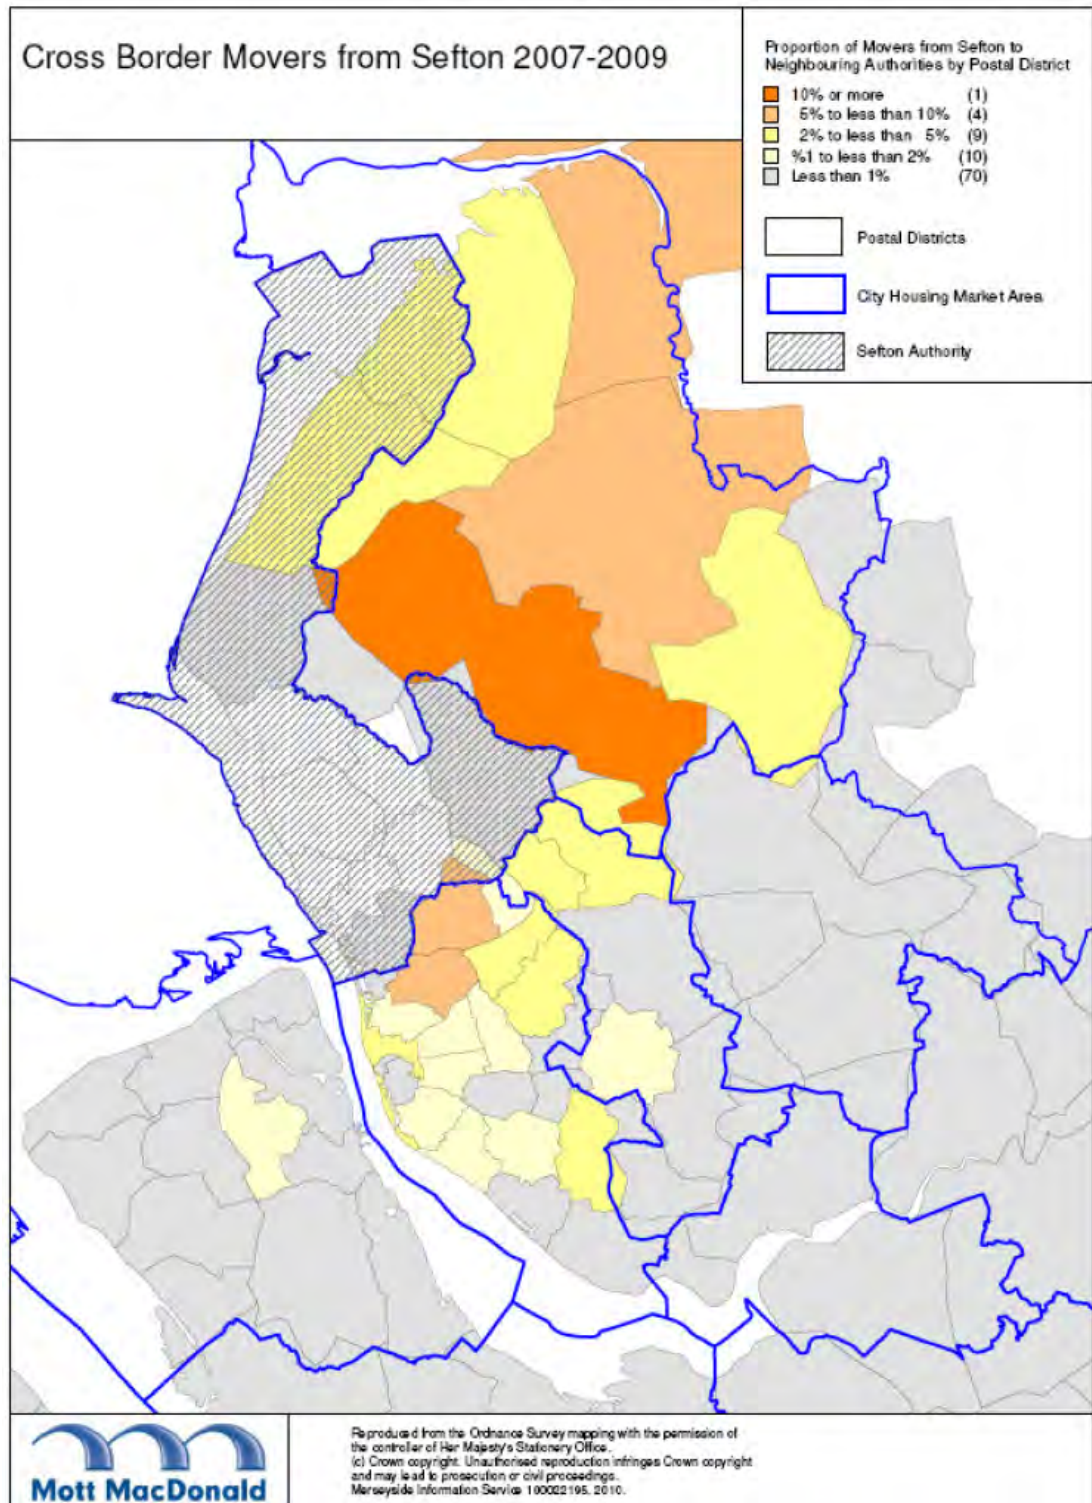 Cross Border Movers from Sefton 2007-2009
Proportion of Movers from Sefton to
Neighbouring Authorities by Postal District
10% or more (1)
5% to less than 10% (4)
2% to less than 5% (9)
%1 to less than 2% (10)
Less than 1% (70)
Postal Districts
City Housing Market Area
Sefton Authority
Mott MacDonald
Reproduced from the Ordnance Survey mapping with the permission of
the controller of Her Majesty's Stationery Office.
(c) Crown copyright. Unauthorised reproduction infringes Crown copyright
and may lead to prosecution or civil proceedings.
Merseyside Information Service 100022195, 2010.